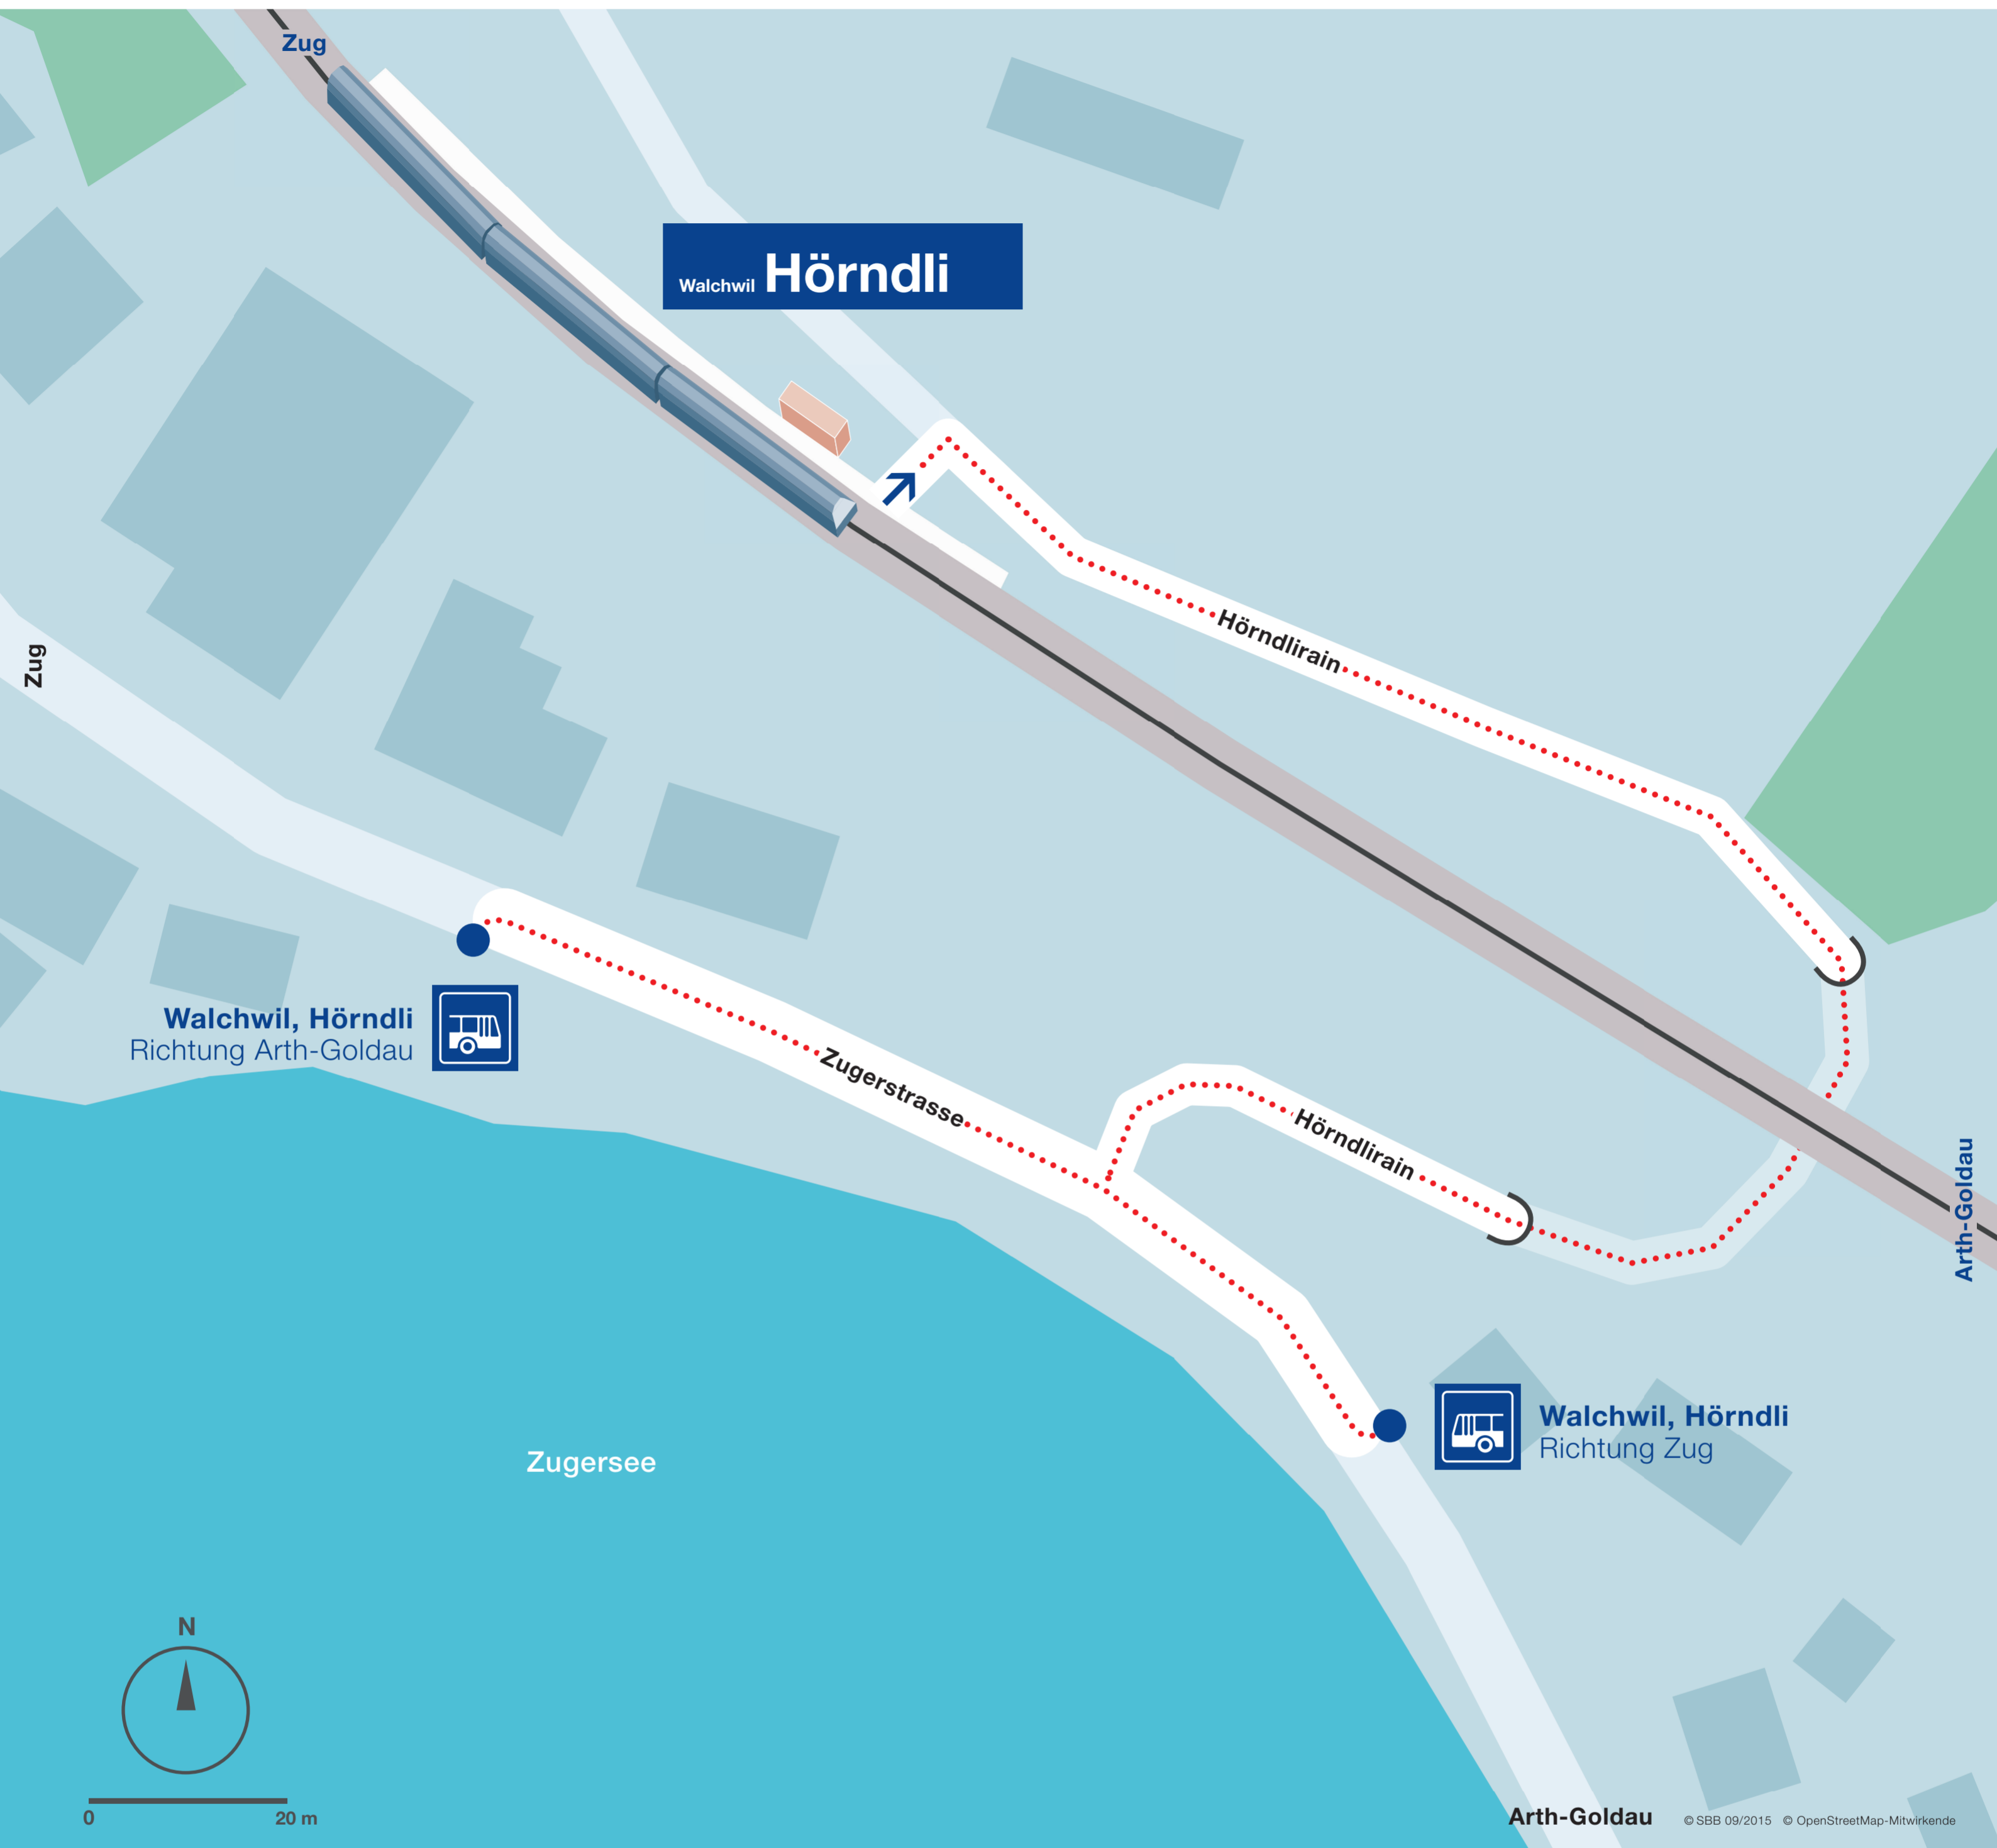 Zug
Walchwil Hörndli
Hörndlirain
Zug
Walchwil, Hörndli
Richtung Arth-Goldau
Zugerstrasse
Hörndlirain
Arth-Goldau
Walchwil, Hörndli
Richtung Zug
Zugersee
N
0 20 m
Arth-Goldau © SBB 09/2015 © OpenStreetMap-Mitwirkende